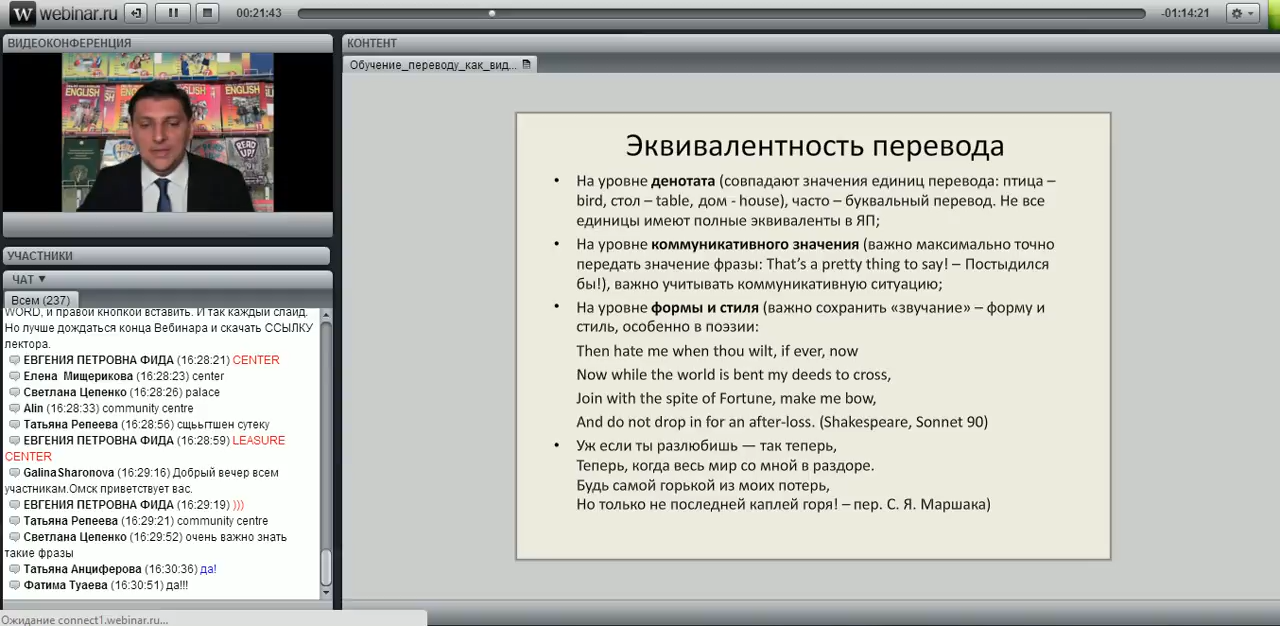 W webinar.ru
00:21:43
-01:14:21
ВИДЕОКОНФЕРЕНЦИЯ
ENGLISH
ENGLISH
READ UP!
УЧАСТНИКИ
ЧАТ ▼
Всем (237)
WORD, и правой кнопкой вставить. И так каждый слайд.
Но лучше дождаться конца Вебинара и скачать ССЫЛКУ
лектора.
ЕВГЕНИЯ ПЕТРОВНА ФИДА (16:28:21) CENTER
Елена Мищерикова (16:28:23) center
Светлана Цепенко (16:28:26) palace
Alin (16:28:33) community centre
Татьяна Репеева (16:28:56) сщььгтшен сутеку
ЕВГЕНИЯ ПЕТРОВНА ФИДА (16:28:59) LEASURE
CENTER
GalinaSharonova (16:29:16) Добрый вечер всем
участникам.Омск приветствует вас.
ЕВГЕНИЯ ПЕТРОВНА ФИДА (16:29:19) )))
Татьяна Репеева (16:29:21) community centre
Светлана Цепенко (16:29:52) очень важно знать
такие фразы
Татьяна Анциферова (16:30:36) да!
Фатима Туаева (16:30:51) да!!!
Ожидание connect1.webinar.ru...
КОНТЕНТ
Обучение_переводу_как_вид...
Эквивалентность перевода
• На уровне денотата (совпадают значения единиц перевода: птица –
bird, стол – table, дом - house), часто – буквальный перевод. Не все
единицы имеют полные эквиваленты в ЯП;
• На уровне коммуникативного значения (важно максимально точно
передать значение фразы: That's a pretty thing to say! – Постыдился
бы!), важно учитывать коммуникативную ситуацию;
• На уровне формы и стиля (важно сохранить «звучание» – форму и
стиль, особенно в поэзии:
Then hate me when thou wilt, if ever, now
Now while the world is bent my deeds to cross,
Join with the spite of Fortune, make me bow,
And do not drop in for an after-loss. (Shakespeare, Sonnet 90)
• Уж если ты разлюбишь — так теперь,
Теперь, когда весь мир со мной в раздоре.
Будь самой горькой из моих потерь,
Но только не последней каплей горя! – пер. С. Я. Маршака)